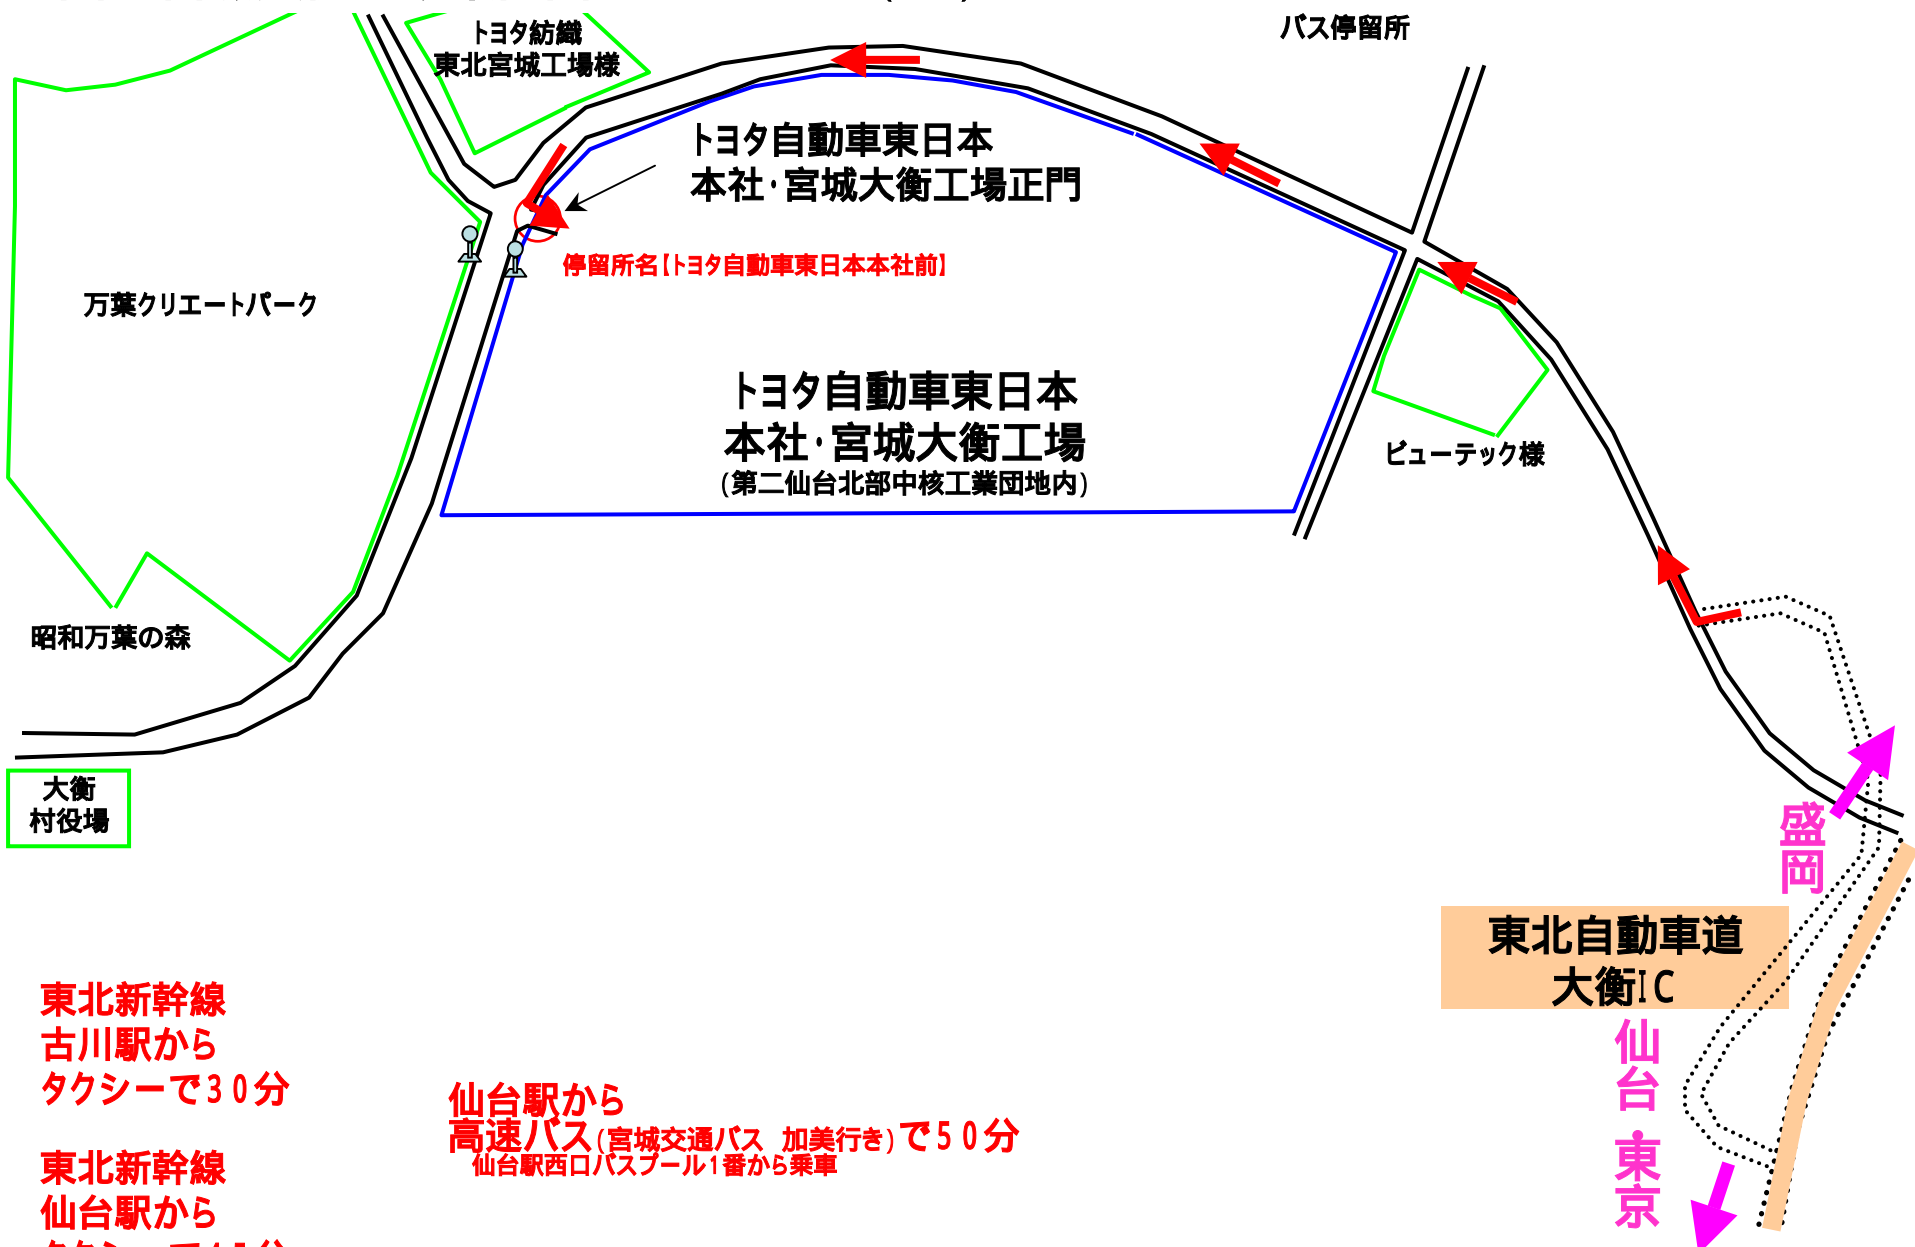 トヨタ紡織
東北宮城工場様
バス停留所
トヨタ自動車東日本
本社・宮城大衡工場正門
停留所名【トヨタ自動車東日本本社前】
万葉クリエートパーク
トヨタ自動車東日本
本社・宮城大衡工場
(第二仙台北部中核工業団地内)
ビューテック様
昭和万葉の森
大衡
村役場
盛岡
東北自動車道
大衡IC
仙台・東京
東北新幹線
古川駅から
タクシーで30分
仙台駅から
高速バス(宮城交通バス 加美行き)で50分
仙台駅西口バスプール1番から乗車
東北新幹線
仙台駅から